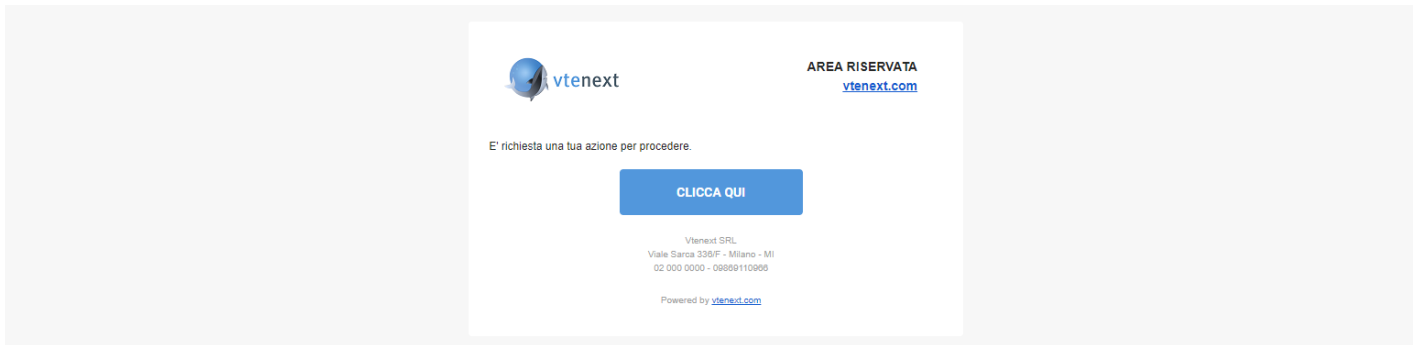 vtenext
AREA RISERVATA
vtenext.com
E' richiesta una tua azione per procedere.
CLICCA QUI
Vtenext SRL
Viale Sarca 336/F - Milano - MI
02 000 0000 - 09869110966
Powered by vtenext.com